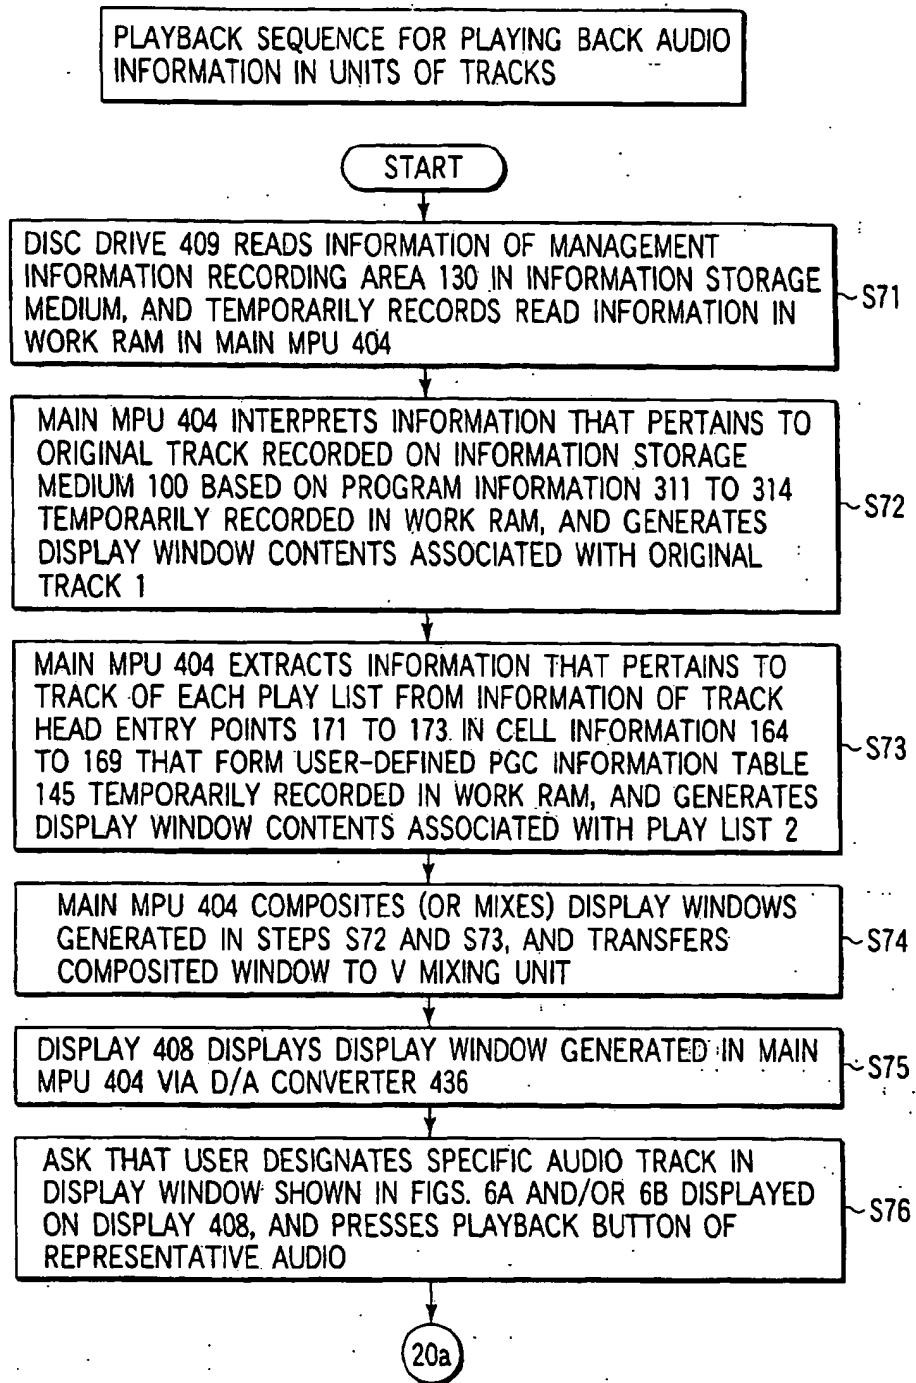 PLAYBACK SEQUENCE FOR PLAYING BACK AUDIO
INFORMATION IN UNITS OF TRACKS
START
DISC DRIVE 409 READS INFORMATION OF MANAGEMENT
INFORMATION RECORDING AREA 130 IN INFORMATION STORAGE
MEDIUM, AND TEMPORARILY RECORDS READ INFORMATION IN
WORK RAM IN MAIN MPU 404
S71
MAIN MPU 404 INTERPRETS INFORMATION THAT PERTAINS TO
ORIGINAL TRACK RECORDED ON INFORMATION STORAGE
MEDIUM 100 BASED ON PROGRAM INFORMATION 311 TO 314
TEMPORARILY RECORDED IN WORK RAM, AND GENERATES
DISPLAY WINDOW CONTENTS ASSOCIATED WITH ORIGINAL
TRACK 1
S72
MAIN MPU 404 EXTRACTS INFORMATION THAT PERTAINS TO
TRACK OF EACH PLAY LIST FROM INFORMATION OF TRACK
HEAD ENTRY POINTS 171 TO 173 IN CELL INFORMATION 164
TO 169 THAT FORM USER-DEFINED PGC INFORMATION TABLE
145 TEMPORARILY RECORDED IN WORK RAM, AND GENERATES
DISPLAY WINDOW CONTENTS ASSOCIATED WITH PLAY LIST 2
S73
MAIN MPU 404 COMPOSITES (OR MIXES) DISPLAY WINDOWS
GENERATED IN STEPS S72 AND S73, AND TRANSFERS
COMPOSITED WINDOW TO V MIXING UNIT
S74
DISPLAY 408 DISPLAYS DISPLAY WINDOW GENERATED IN MAIN
MPU 404 VIA D/A CONVERTER 436
S75
ASK THAT USER DESIGNATES SPECIFIC AUDIO TRACK IN
DISPLAY WINDOW SHOWN IN FIGS. 6A AND/OR 6B DISPLAYED
ON DISPLAY 408, AND PRESSES PLAYBACK BUTTON OF
REPRESENTATIVE AUDIO
S76
20a